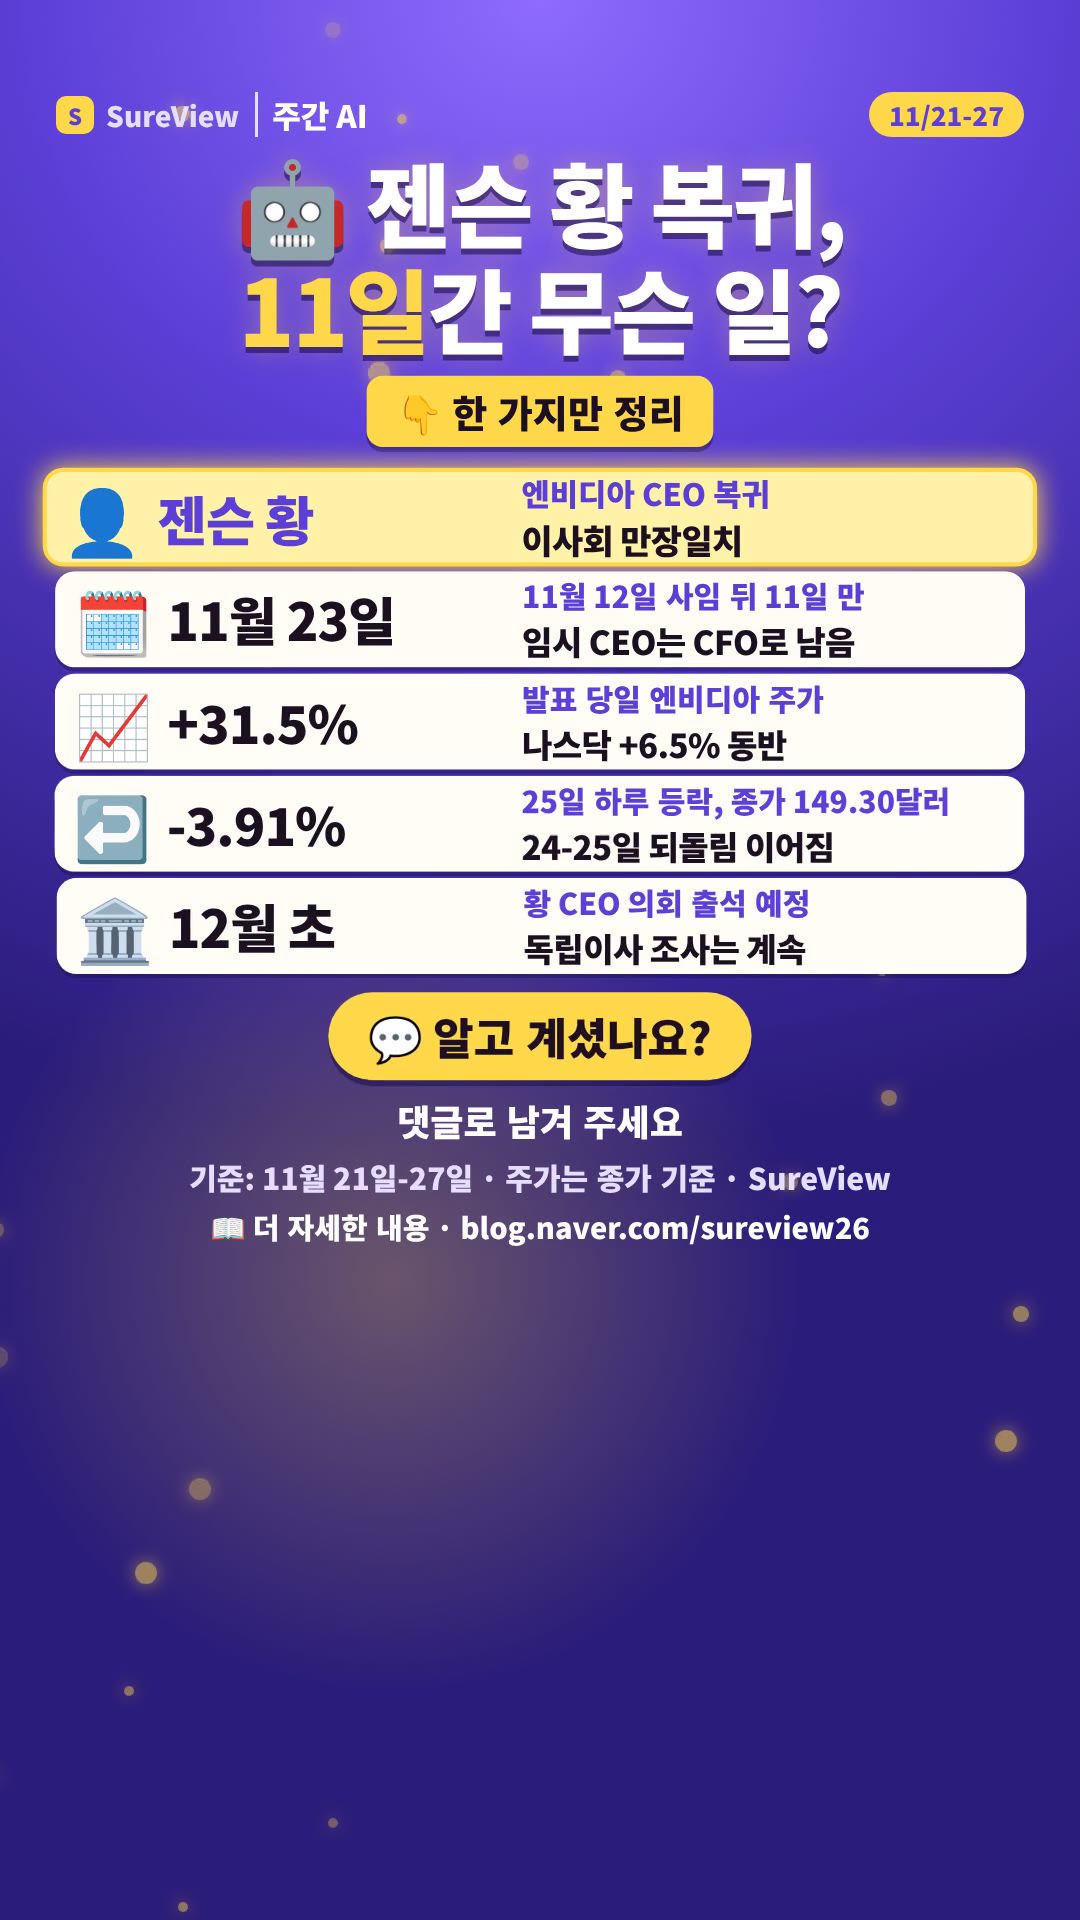 S SureView | 주간 AI
11/21-27
🤖 젠슨 황 복귀,
11일간 무슨 일?
👇 한 가지만 정리
👤 젠슨 황
엔비디아 CEO 복귀
이사회 만장일치
🗓️ 11월 23일
11월 12일 사임 뒤 11일 만
임시 CEO는 CFO로 남음
📈 +31.5%
발표 당일 엔비디아 주가
나스닥 +6.5% 동반
↩️ -3.91%
25일 하루 등락, 종가 149.30달러
24-25일 되돌림 이어짐
🏛️ 12월 초
황 CEO 의회 출석 예정
독립이사 조사는 계속
💬 알고 계셨나요?
댓글로 남겨 주세요
기준: 11월 21일-27일 · 주가는 종가 기준 · SureView
📖 더 자세한 내용 · blog.naver.com/sureview26